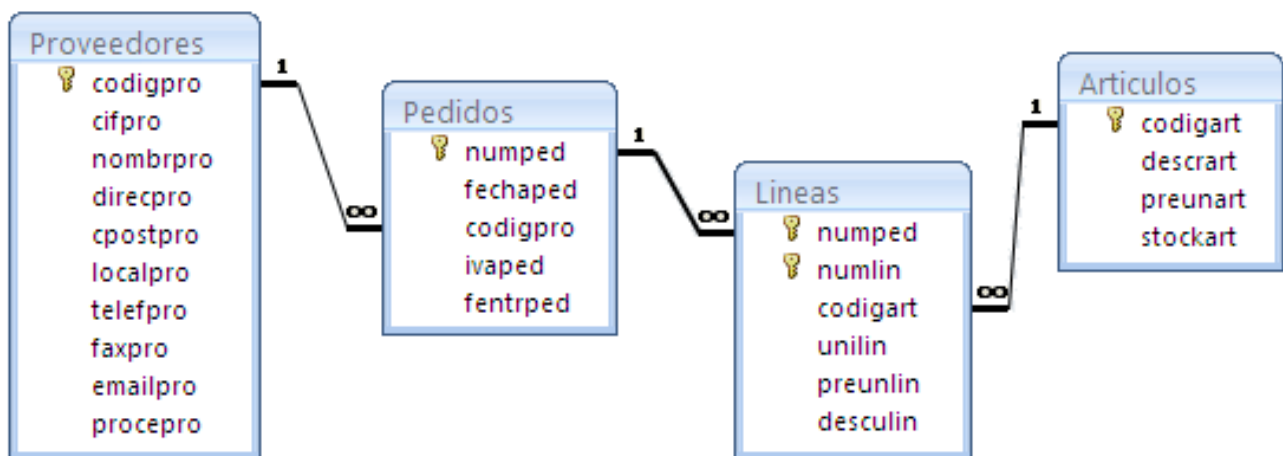 Proveedores
codigpro
cifpro
nombrpro
direcpro
cpostpro
localpro
telefpro
faxpro
emailpro
procepro
1
∞
Pedidos
numped
fechaped
codigpro
ivaped
fentrped
1
∞
Lineas
numped
numlin
codigart
unilin
preunlin
desculin
1
∞
Articulos
codigart
descrart
preunart
stockart